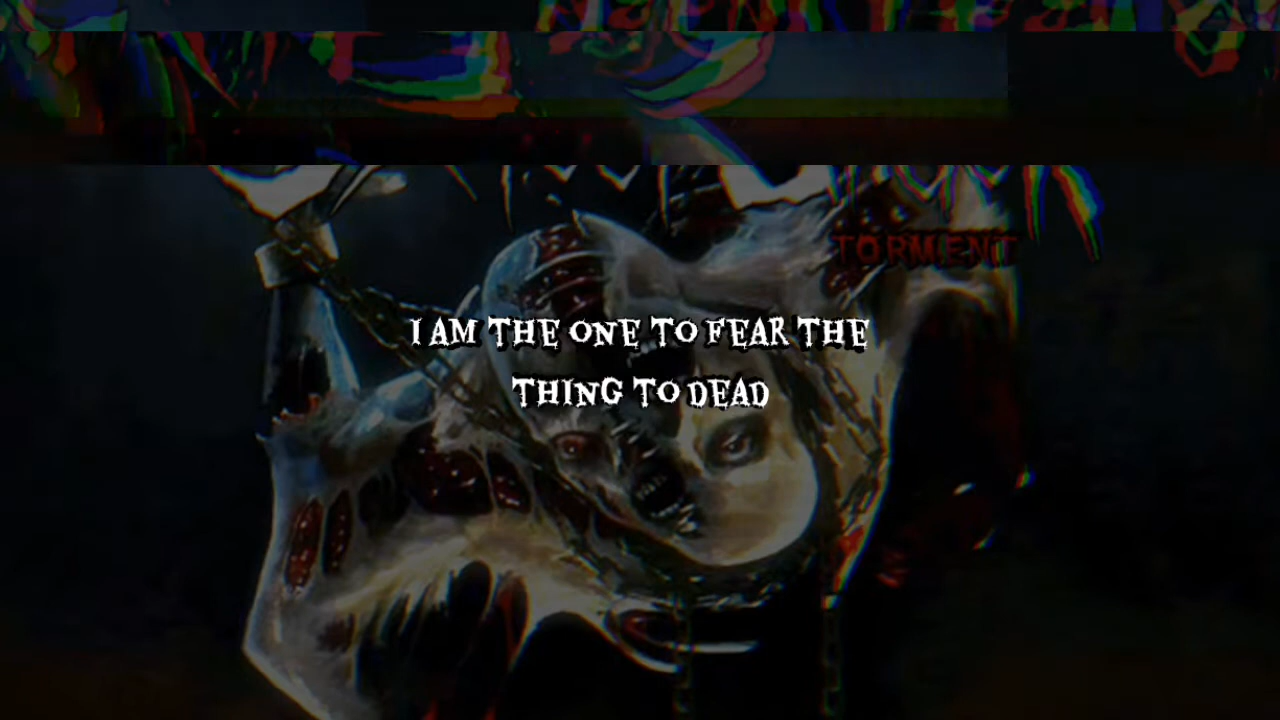 TORMENT
I AM THE ONE TO FEAR THE
THING TO DEAD